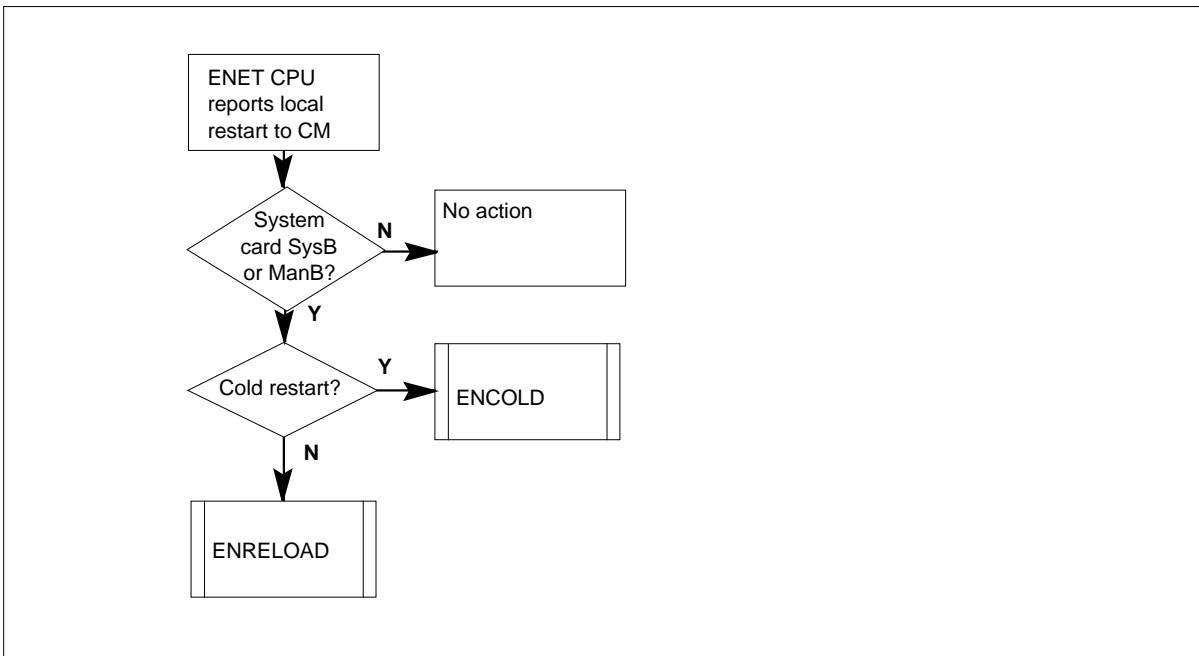 ENET CPU
reports local
restart to CM
System
card SysB
or ManB?
N
No action
Y
Cold restart?
Y
ENCOLD
N
ENRELOAD